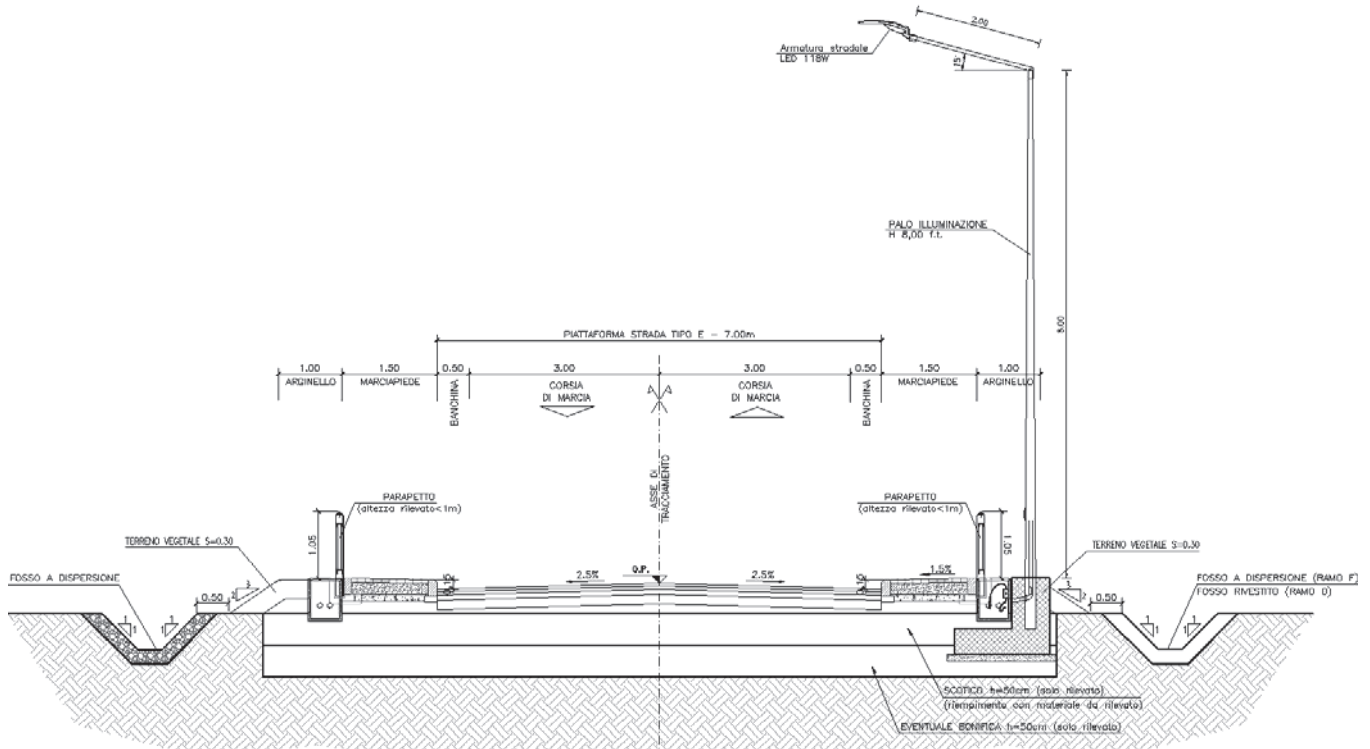 2.00
Armatura stradale
LED 118W
15°
PALO ILLUMINAZIONE
H 8,00 f.t.
8.00
PIATTAFORMA STRADA TIPO E - 7.00m
1.00 1.50 0.50 3.00 3.00 0.50 1.50 1.00
ARGINELLO MARCIAPIEDE BANCHINA CORSIA DI MARCIA CORSIA DI MARCIA BANCHINA MARCIAPIEDE ARGINELLO
ASSE DI
TRACCIAMENTO
PARAPETTO
(altezza rilevato<1m)
PARAPETTO
(altezza rilevato<1m)
1.05
1.05
TERRENO VEGETALE S=0.30
TERRENO VEGETALE S=0.30
FOSSO A DISPERSIONE
FOSSO A DISPERSIONE (RAMO F)
FOSSO RIVESTITO (RAMO D)
2.5%
Q.P.
2.5%
1.5%
.15
.15
3
2
3
2
0.50
0.50
1
1
1
1
1
1
1
1
SCOTICO h=50cm (solo rilevato)
(riempimento con materiale da rilevato)
EVENTUALE BONIFICA h=50cm (solo rilevato)